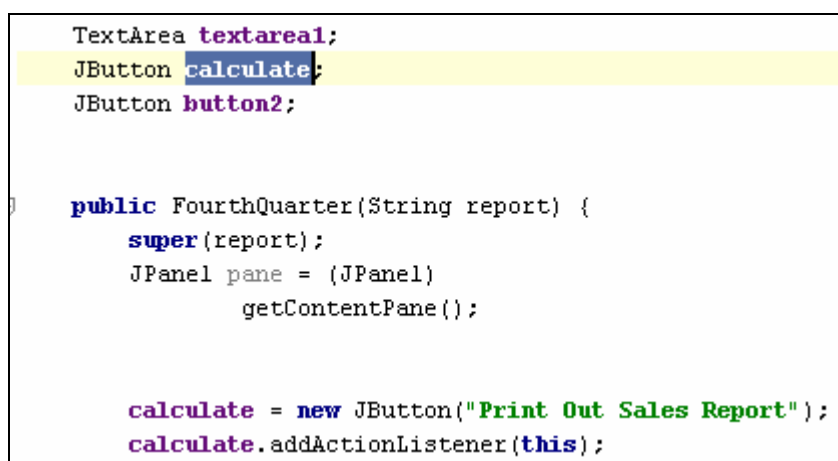 TextArea textarea1;
JButton calculate;
JButton button2;
public FourthQuarter(String report) {
super(report);
JPanel pane = (JPanel)
getContentPane();
calculate = new JButton("Print Out Sales Report");
calculate.addActionListener(this);